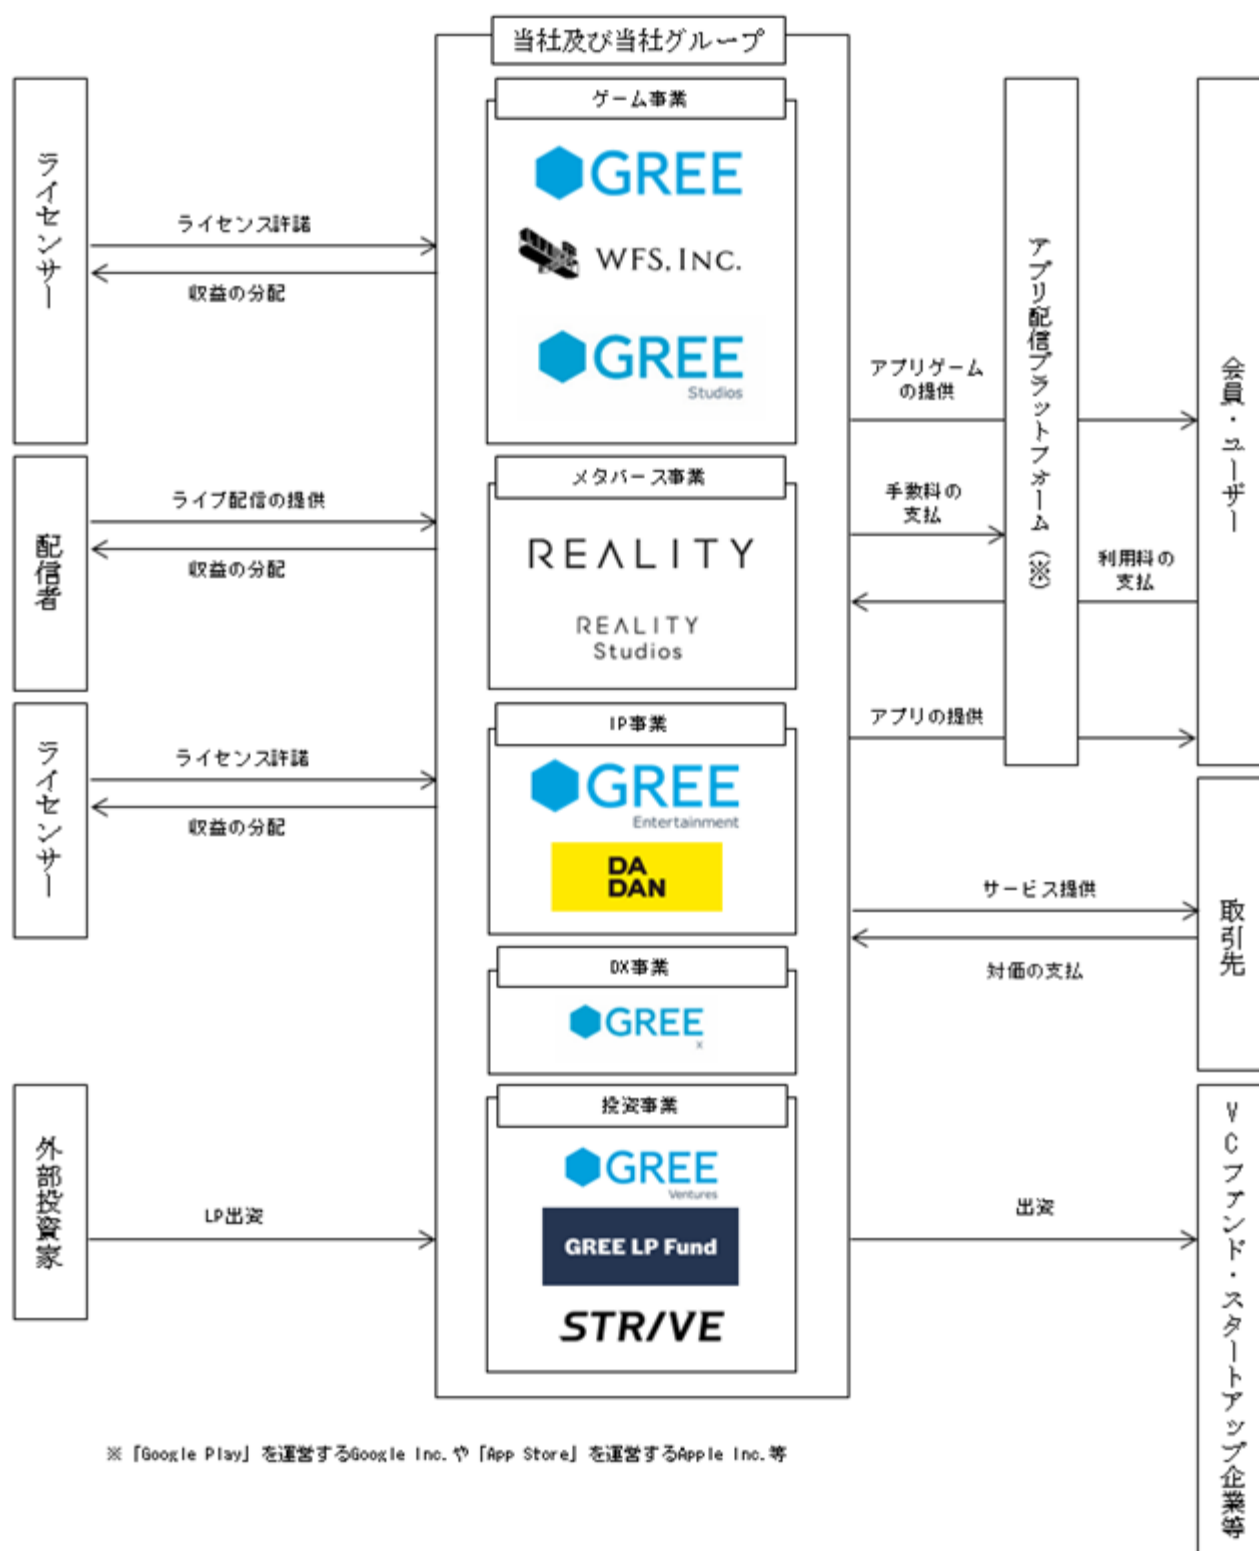 当社及び当社グループ
ゲーム事業
GREE
WFS, INC.
GREE
Studios
メタバース事業
REALITY
REALITY
Studios
IP事業
GREE
Entertainment
DA
DAN
DX事業
GREE
X
投資事業
GREE
Ventures
GREE LP Fund
STRIVE
ライセンサー
ライセンス許諾
収益の分配
配信者
ライブ配信の提供
収益の分配
ライセンサー
ライセンス許諾
収益の分配
外部投資家
LP出資
アプリゲーム
の提供
手数料の
支払
アプリ配信プラットフォーム（※）
利用料の
支払
アプリの提供
会員・ユーザー
サービス提供
対価の支払
取引先
出資
VCファンド・スタートアップ企業等
※「Google Play」を運営するGoogle Inc.や「App Store」を運営するApple Inc.等